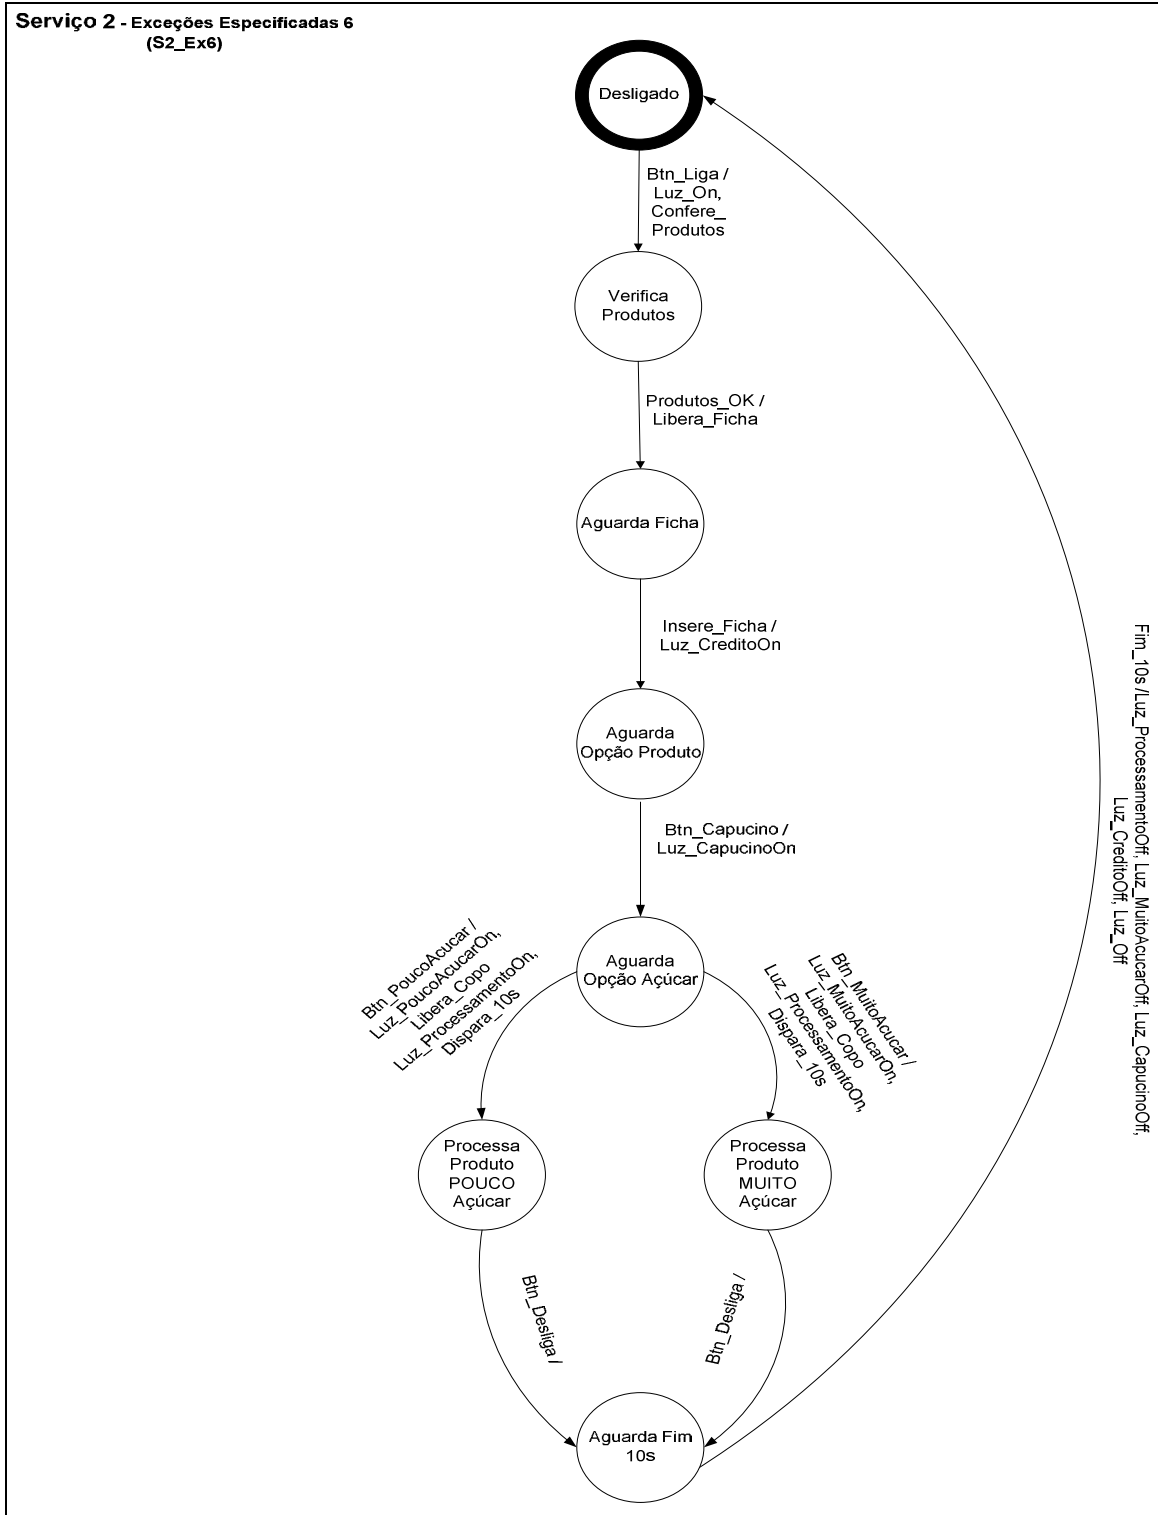 Serviço 2 - Exceções Especificadas 6
(S2_Ex6)
Desligado
Btn_Liga /
Luz_On,
Confere_
Produtos
Verifica
Produtos
Produtos_OK /
Libera_Ficha
Aguarda Ficha
Insere_Ficha /
Luz_CreditoOn
Aguarda
Opção Produto
Btn_Capucino /
Luz_CapucinoOn
Aguarda
Opção Açúcar
Btn_PoucoAcucar /
Luz_PoucoAcucarOn,
Libera_Copo
Luz_ProcessamentoOn,
Dispara_10s
Btn_MuitoAcucar /
Luz_MuitoAcucarOn,
Libera_Copo
Luz_ProcessamentoOn,
Dispara_10s
Processa
Produto
POUCO
Açúcar
Processa
Produto
MUITO
Açúcar
Btn_Desliga /
Btn_Desliga /
Aguarda Fim
10s
Fim_10s /Luz_ProcessamentoOff, Luz_MuitoAcucarOff, Luz_CapucinoOff,
Luz_CreditoOff, Luz_Off